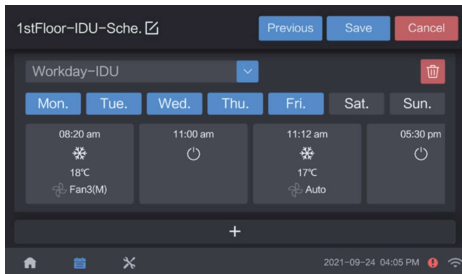 1stFloor-IDU-Sche. Previous Save Cancel
Workday-IDU
Mon. Tue. Wed. Thu. Fri. Sat. Sun.
08:20 am 11:00 am 11:12 am 05:30 pm
18℃ 17℃
Fan3(M) Auto
+
2021-09-24 04:05 PM